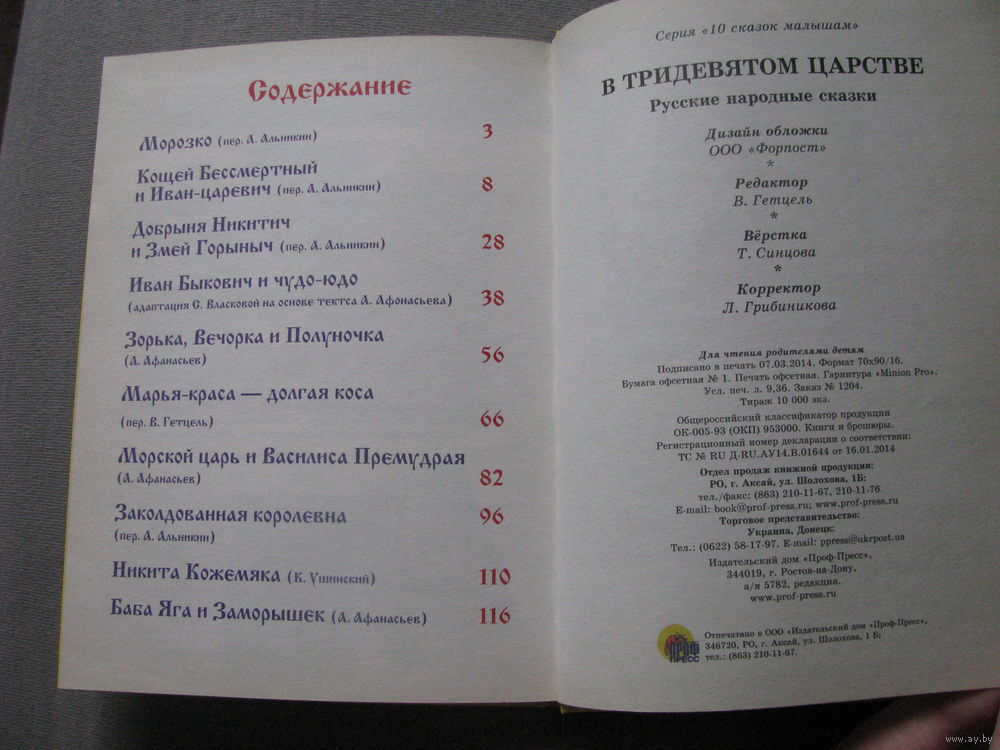 Содержание
Морозко (пер. А. Альникин) 3
Кощей Бессмертный
и Иван-царевич (пер. А. Альникин) 8
Добрыня Никитич
и Змей Горыныч (пер. А. Альникин) 28
Иван Быкович и чудо-юдо
(адаптация С. Власковой на основе тектса А. Афонасьева) 38
Зорька, Вечорка и Полуночка
(А. Афанасьев) 56
Марья-краса — долгая коса
(пер. В. Гетцель) 66
Морской царь и Василиса Премудрая
(А. Афанасьев) 82
Заколдованная королевна 96
(пер. А. Альникин)
Никита Кожемяка (К. Ушинский) 110
Баба Яга и Заморышек (А. Афанасьев) 116
Серия «10 сказок малышам»
В ТРИДЕВЯТОМ ЦАРСТВЕ
Русские народные сказки
Дизайн обложки
ООО «Форпост»
*
Редактор
В. Гетцель
*
Вёрстка
Т. Синцова
*
Корректор
Л. Грибиникова
Для чтения родителями детям
Подписано в печать 07.03.2014. Формат 70х90/16.
Бумага офсетная № 1. Печать офсетная. Гарнитура «Minion Pro».
Усл. печ. л. 9,36. Заказ № 1204.
Тираж 10 000 экз.
Общероссийский классификатор продукции
ОК-005-93 (ОКП) 953000. Книги и брошюры.
Регистрационный номер декларации о соответствии:
ТС № RU Д-RU.АУ14.В.01644 от 16.01.2014
Отдел продаж книжной продукции:
РО, г. Аксай, ул. Шолохова, 1Б;
тел./факс: (863) 210-11-67, 210-11-76
E-mail: book@prof-press.ru; www.prof-press.ru
Торговое представительство:
Украина, Донецк:
Тел.: (0622) 58-17-97. E-mail: ppress@ukrpost.ua
Издательский дом «Проф-Пресс»,
344019, г. Ростов-на-Дону,
а/я 5782, редакция.
www.prof-press.ru
ПРОФ
ПРЕСС
Отпечатано в ООО «Издательский дом «Проф-Пресс»,
346720, РО, г. Аксай, ул. Шолохова, 1 Б;
тел.: (863) 210-11-67.
www.ay.by